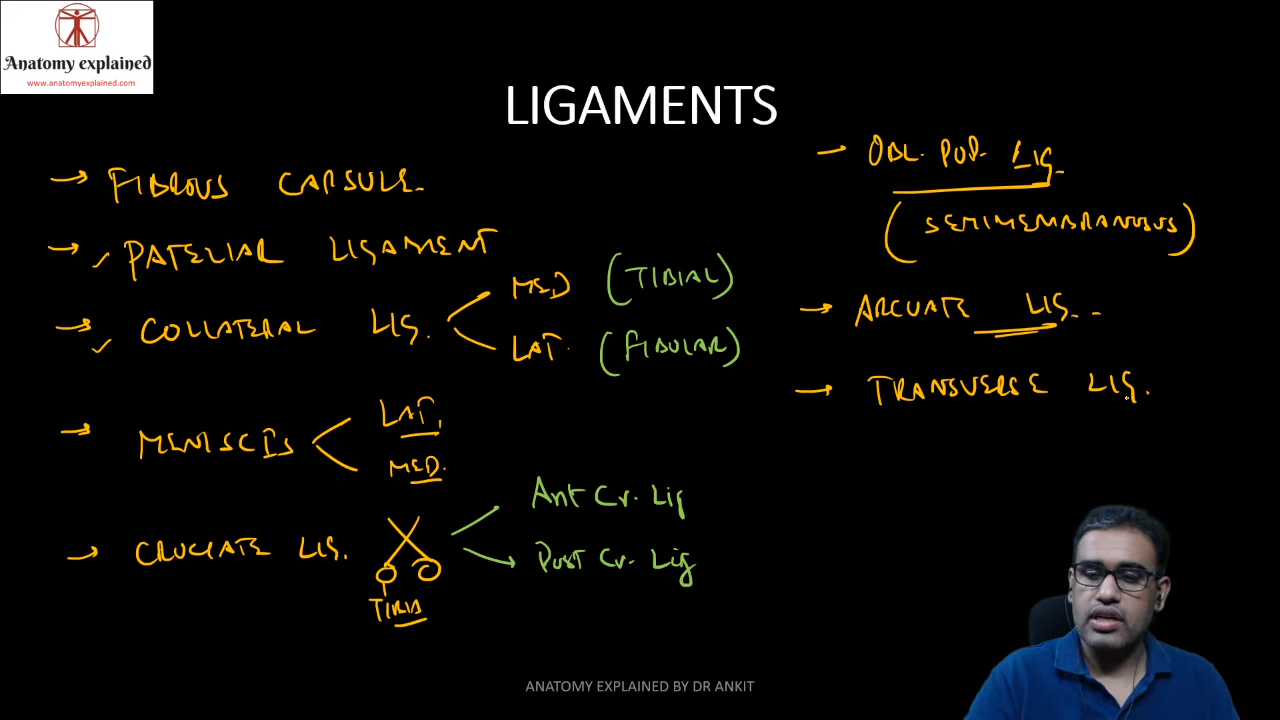 Anatomy explained
www.anatomyexplained.com
LIGAMENTS
→ FIBROUS CAPSULE
→ ✓ PATELLAR LIGAMENT
→ ✓ COLLATERAL LIG.
MED (TIBIAL)
LAT. (FIBULAR)
→ MENISCIS
LAT.
MED.
→ CRUCIATE LIG.
TIBIA
Ant Cr. Lig
Post Cr. Lig
→ OBL. POP. LIG.
(SEMIMEMBRANOSUS)
→ ARCUATE LIG.
→ TRANSVERSE LIG.
ANATOMY EXPLAINED BY DR ANKIT